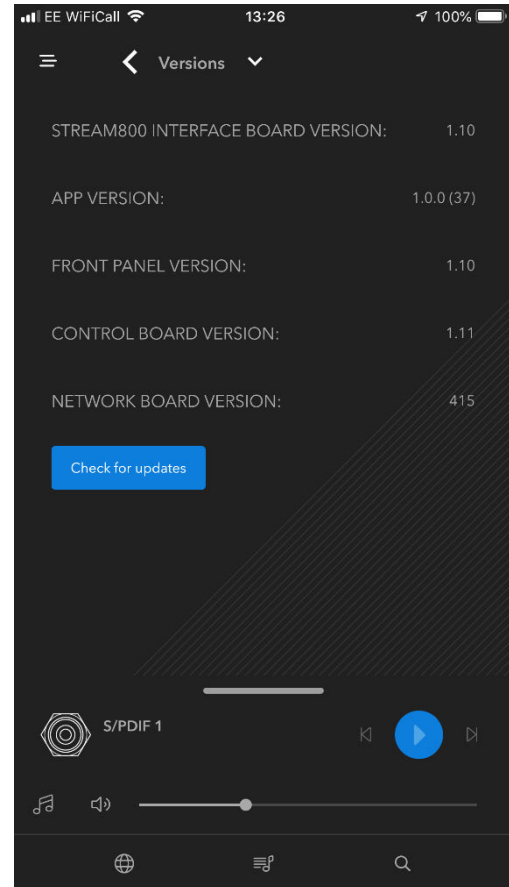 EE WiFiCall 13:26 100%
Versions
STREAM800 INTERFACE BOARD VERSION: 1.10
APP VERSION: 1.0.0 (37)
FRONT PANEL VERSION: 1.10
CONTROL BOARD VERSION: 1.11
NETWORK BOARD VERSION: 415
Check for updates
S/PDIF 1